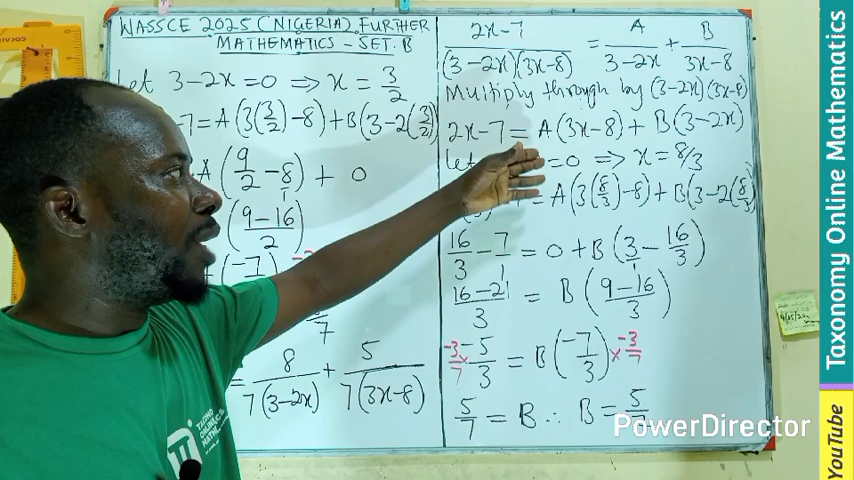 WASSCE 2025 (NIGERIA) FURTHER
MATHEMATICS - SET B
Let 3-2x=0 ⇒ x = 3/2
-7 = A(3(3/2)-8) + B(3-2(3/2))
A(9/2 - 8/1) + 0
(9-16/2)
(-7/
7
= 8/7(3-2x) + 5/7(3x-8)
2x-7/(3-2x)(3x-8) = A/3-2x + B/3x-8
Multiply through by (3-2x)(3x-8)
2x-7 = A(3x-8) + B(3-2x)
Let =0 ⇒ x = 8/3
= A(3(8/3)-8) + B(3-2(8/3)
16/3 - 7/1 = 0 + B(3/1 - 16/3)
16-21/3 = B(9-16/3)
-3/7 × -5/3 = B(-7/3) × -3/7
5/7 = B ∴ B = 5/7
PowerDirector
Taxonomy Online Mathematics
YouTube